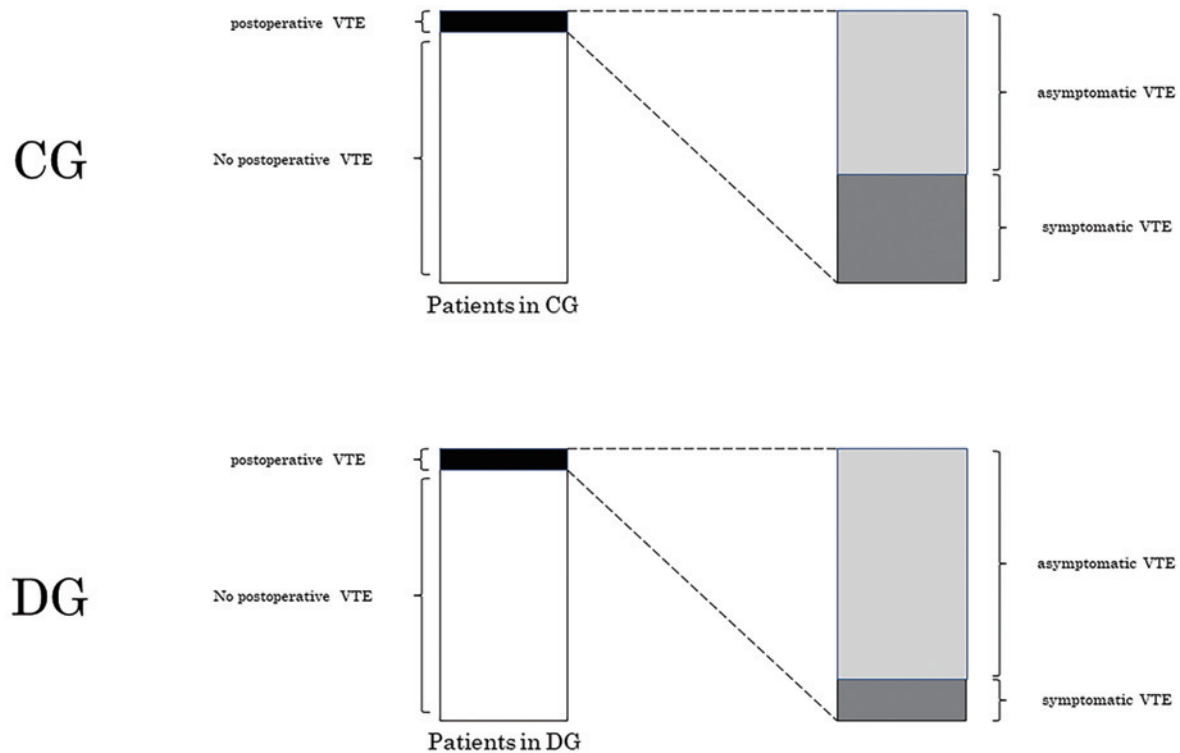 postoperative VTE
asymptomatic VTE
CG
No postoperative VTE
symptomatic VTE
Patients in CG
postoperative VTE
asymptomatic VTE
DG
No postoperative VTE
symptomatic VTE
Patients in DG